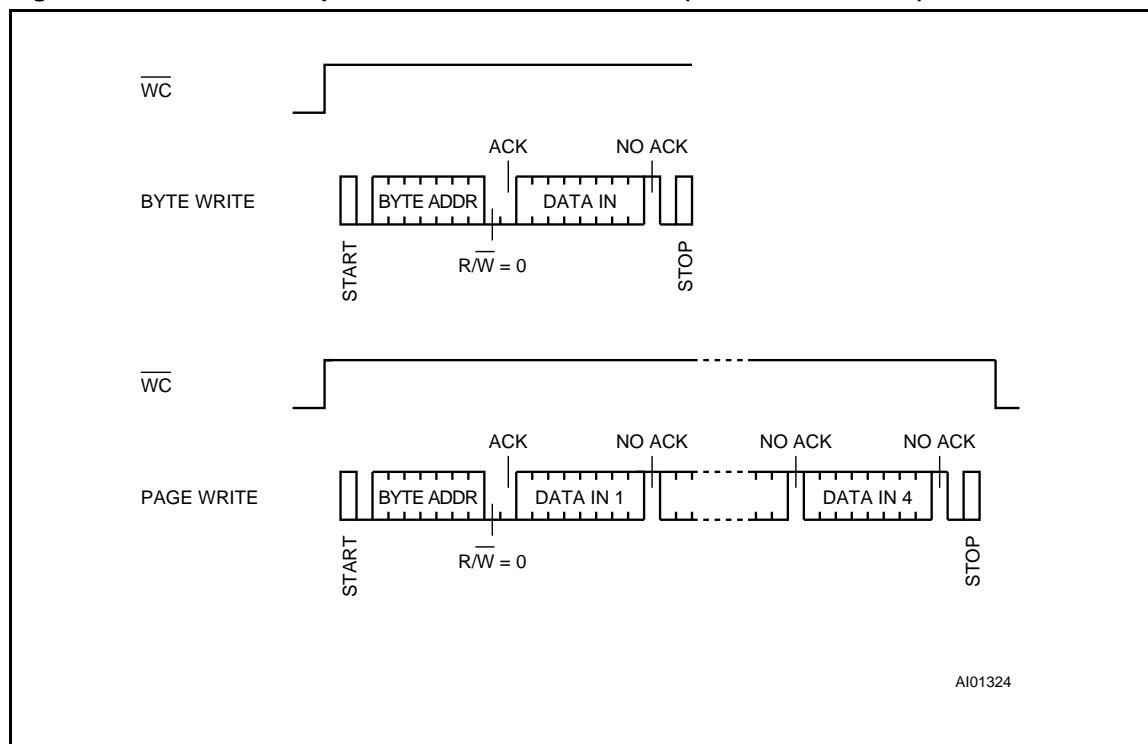 WC
ACK NO ACK
BYTE WRITE BYTE ADDR DATA IN
R/W = 0
START
STOP
WC
ACK NO ACK NO ACK NO ACK
PAGE WRITE BYTE ADDR DATA IN 1 DATA IN 4
R/W = 0
START
STOP
AI01324